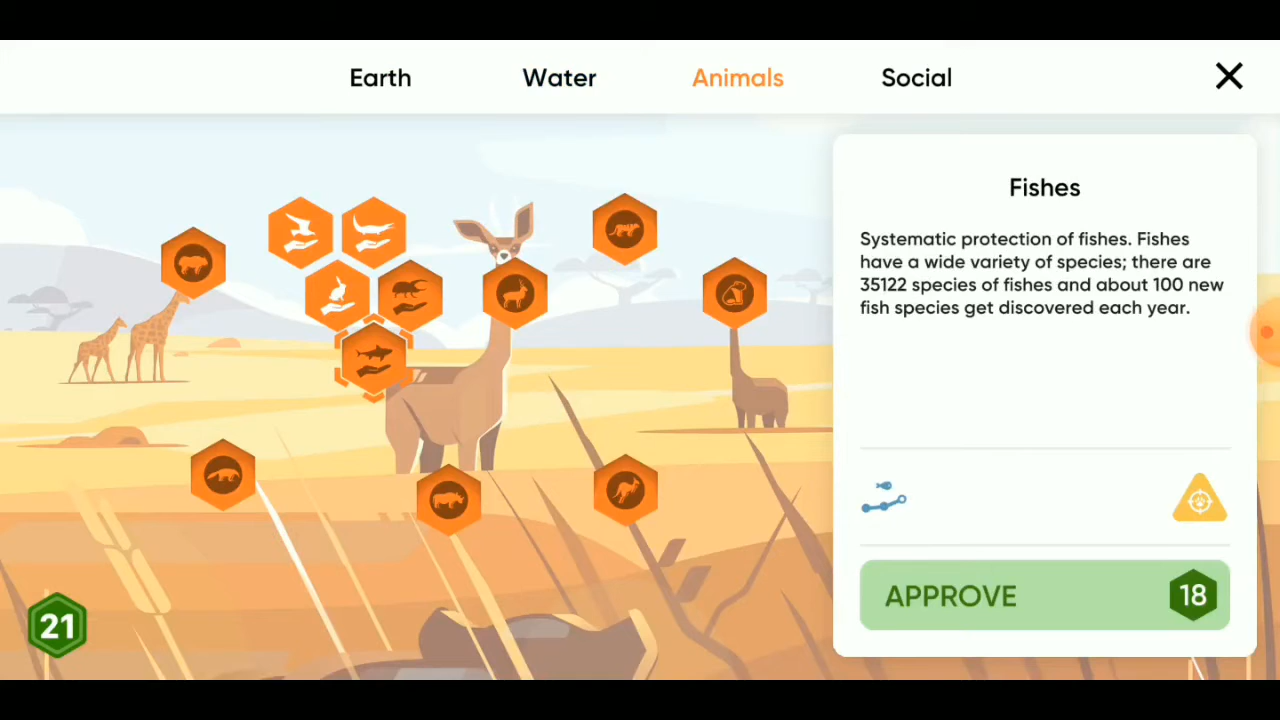 Earth Water Animals Social
Fishes
Systematic protection of fishes. Fishes
have a wide variety of species; there are
35122 species of fishes and about 100 new
fish species get discovered each year.
APPROVE 18
21